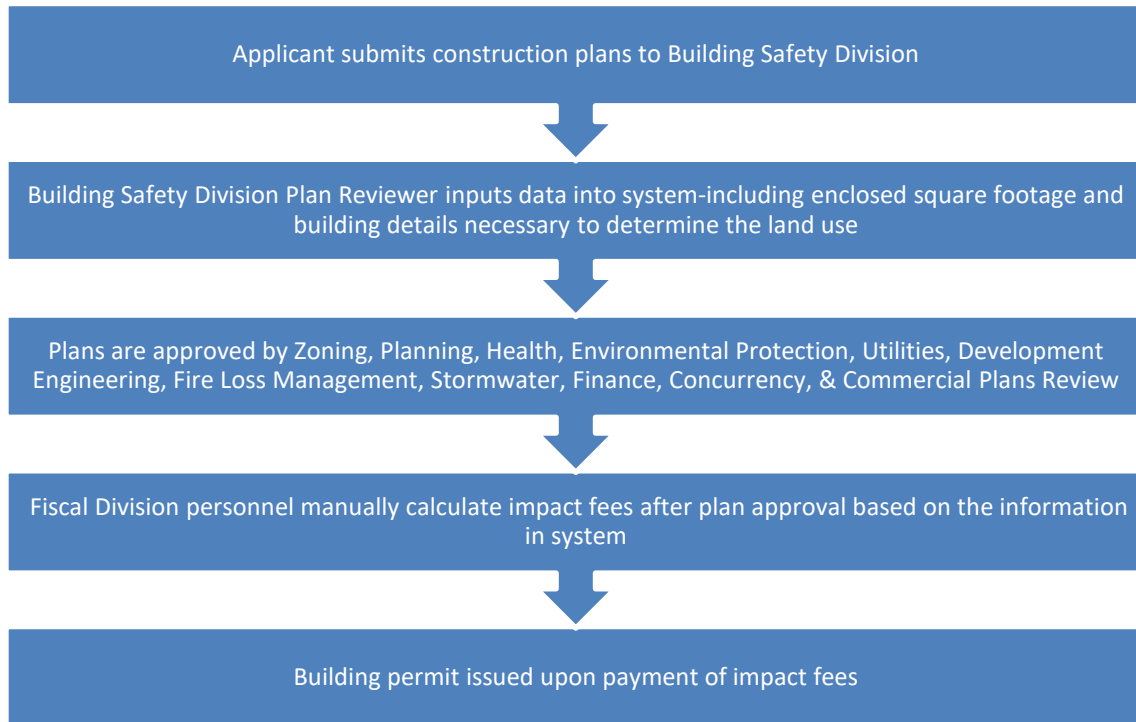 Applicant submits construction plans to Building Safety Division
Building Safety Division Plan Reviewer inputs data into system-including enclosed square footage and
building details necessary to determine the land use
Plans are approved by Zoning, Planning, Health, Environmental Protection, Utilities, Development
Engineering, Fire Loss Management, Stormwater, Finance, Concurrency, & Commercial Plans Review
Fiscal Division personnel manually calculate impact fees after plan approval based on the information
in system
Building permit issued upon payment of impact fees